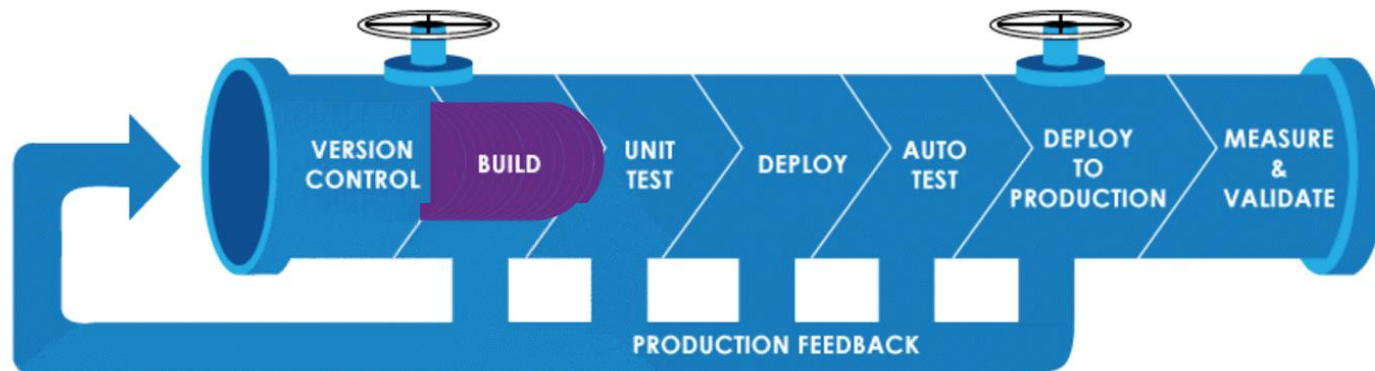 VERSION
CONTROL
BUILD
UNIT
TEST
DEPLOY
AUTO
TEST
DEPLOY
TO
PRODUCTION
MEASURE
&
VALIDATE
PRODUCTION FEEDBACK